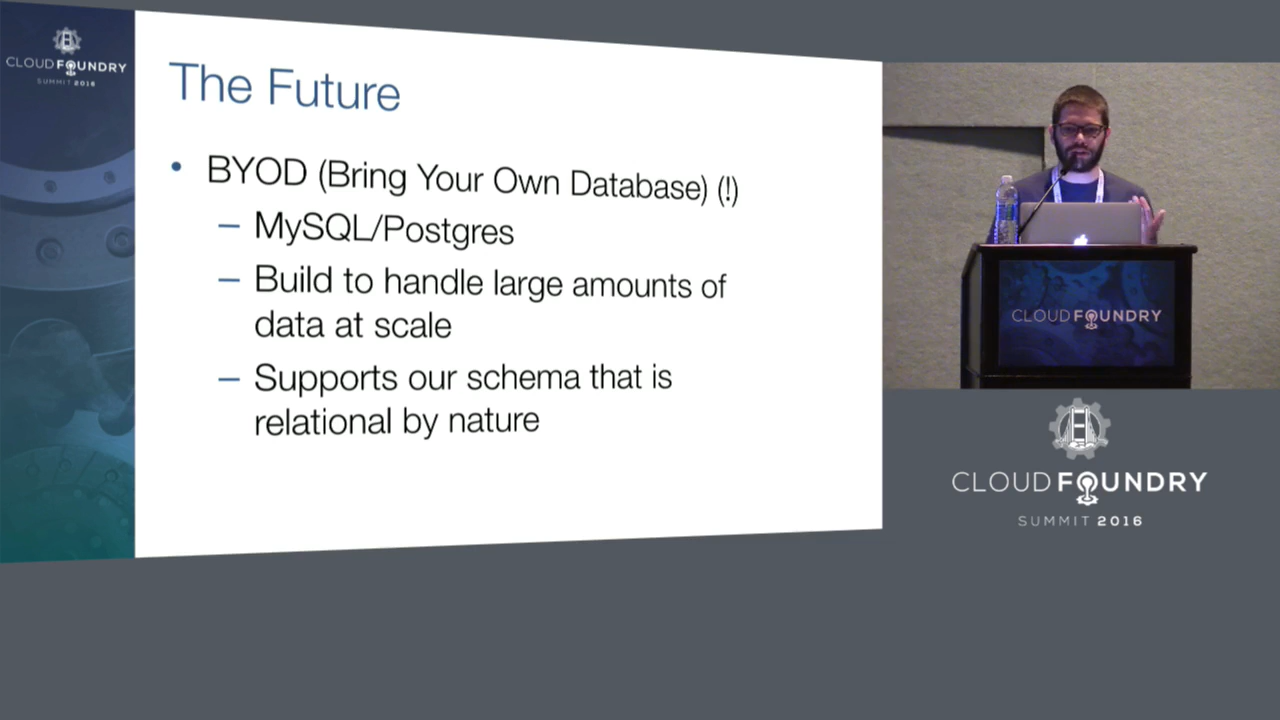 CLOUD FOUNDRY
SUMMIT 2016
The Future
• BYOD (Bring Your Own Database) (!)
– MySQL/Postgres
– Build to handle large amounts of
data at scale
– Supports our schema that is
relational by nature
CLOUD FOUNDRY
CLOUD FOUNDRY
SUMMIT 2016